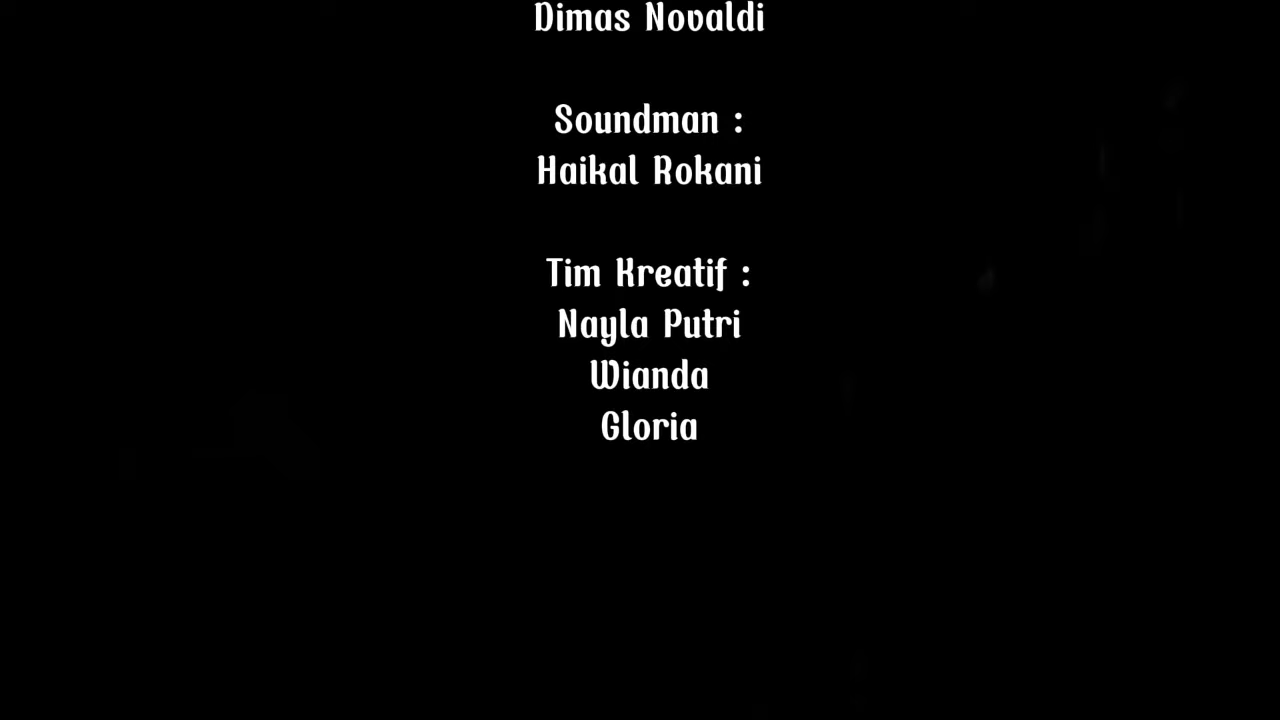 Dimas Novaldi
Soundman :
Haikal Rokani
Tim Kreatif :
Nayla Putri
Wianda
Gloria